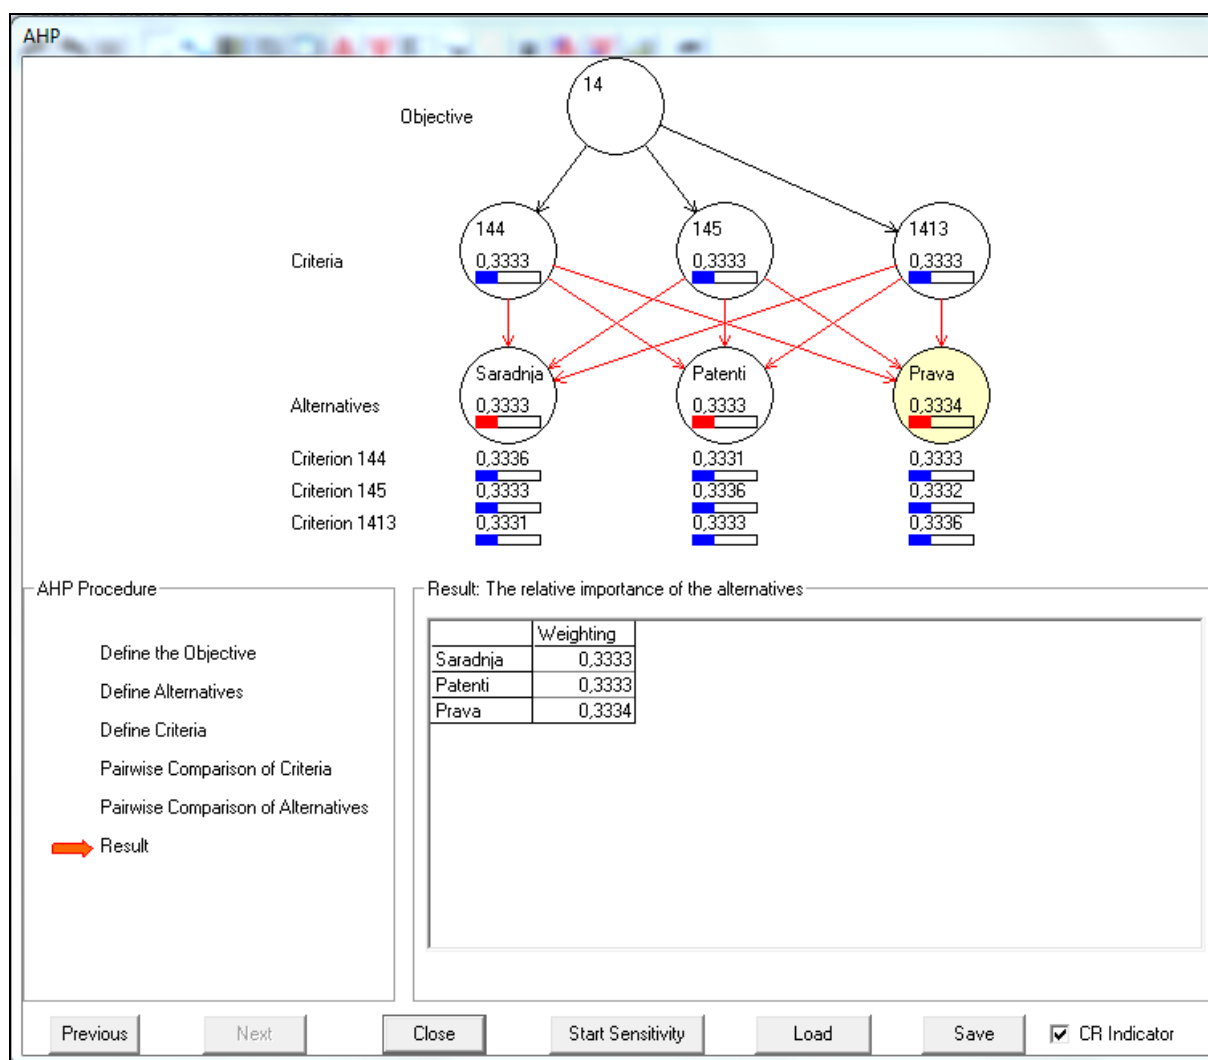 AHP
14
Objective
144 145 1413
Criteria 0,3333 0,3333 0,3333
Saradnja Patenti Prava
Alternatives 0,3333 0,3333 0,3334
Criterion 144 0,3336 0,3331 0,3333
Criterion 145 0,3333 0,3336 0,3332
Criterion 1413 0,3331 0,3333 0,3336
AHP Procedure
Define the Objective
Define Alternatives
Define Criteria
Pairwise Comparison of Criteria
Pairwise Comparison of Alternatives
Result
Result: The relative importance of the alternatives
Weighting
Saradnja 0,3333
Patenti 0,3333
Prava 0,3334
Previous Next Close Start Sensitivity Load Save CR Indicator